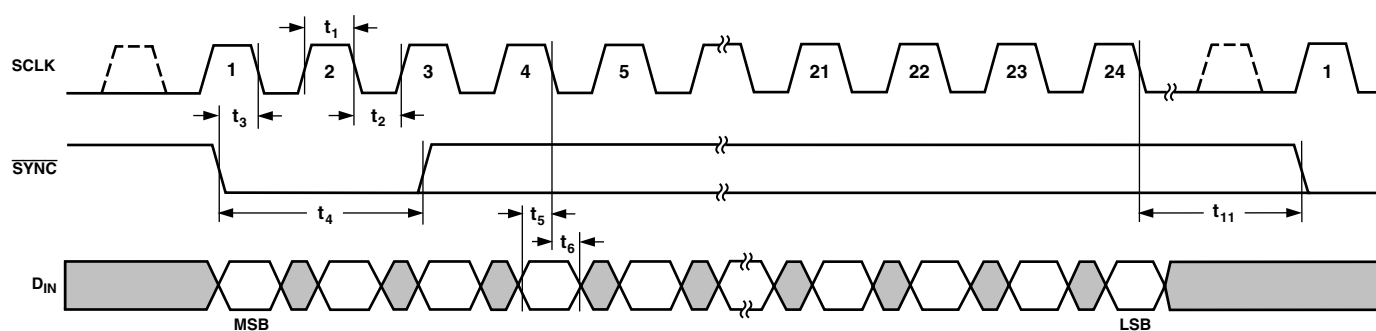 t1
SCLK 1 2 3 4 5 21 22 23 24 1
t3 t2
SYNC
t4 t5 t11
t6
DIN
MSB LSB